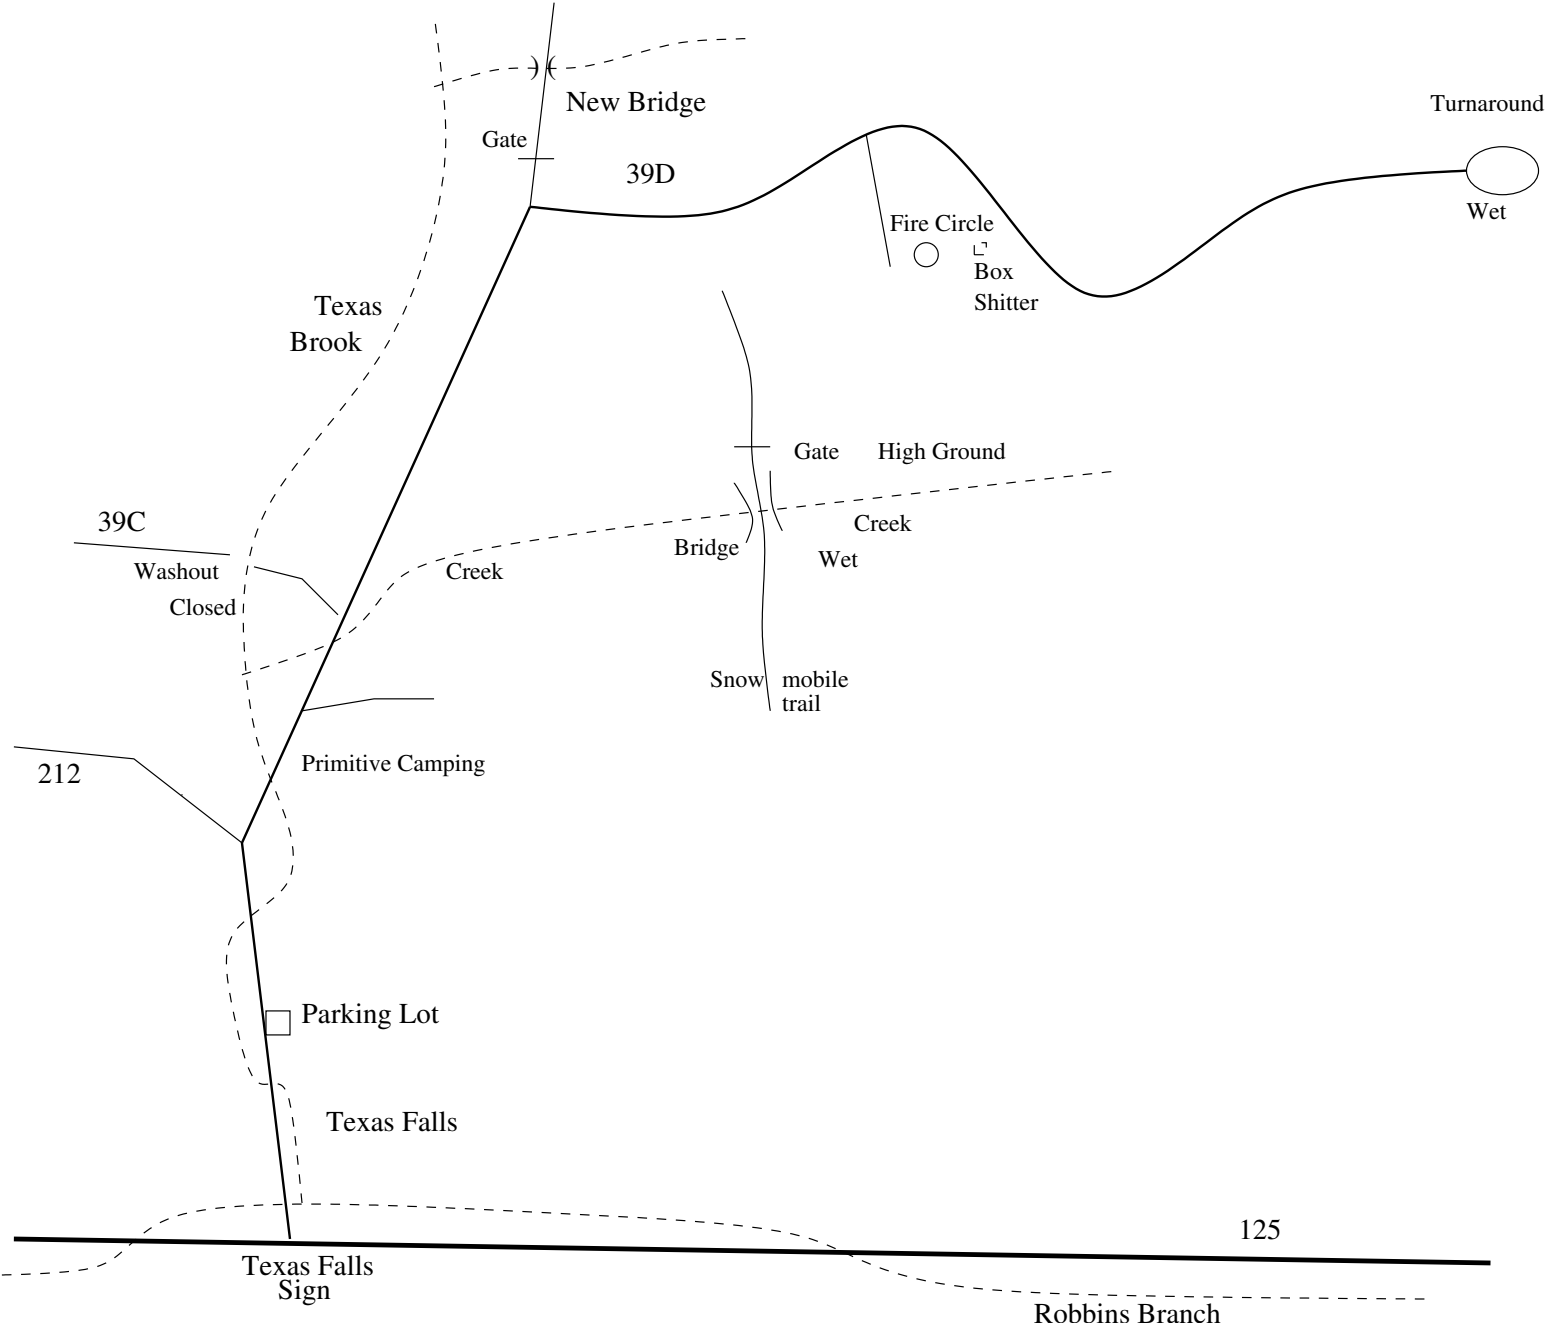 New Bridge
Turnaround
Gate
39D
Fire Circle
Wet
Box
Shitter
Texas
Brook
Gate
High Ground
39C
Creek
Bridge
Wet
Washout
Creek
Closed
Snow mobile
trail
Primitive Camping
212
Parking Lot
Texas Falls
125
Texas Falls
Sign
Robbins Branch